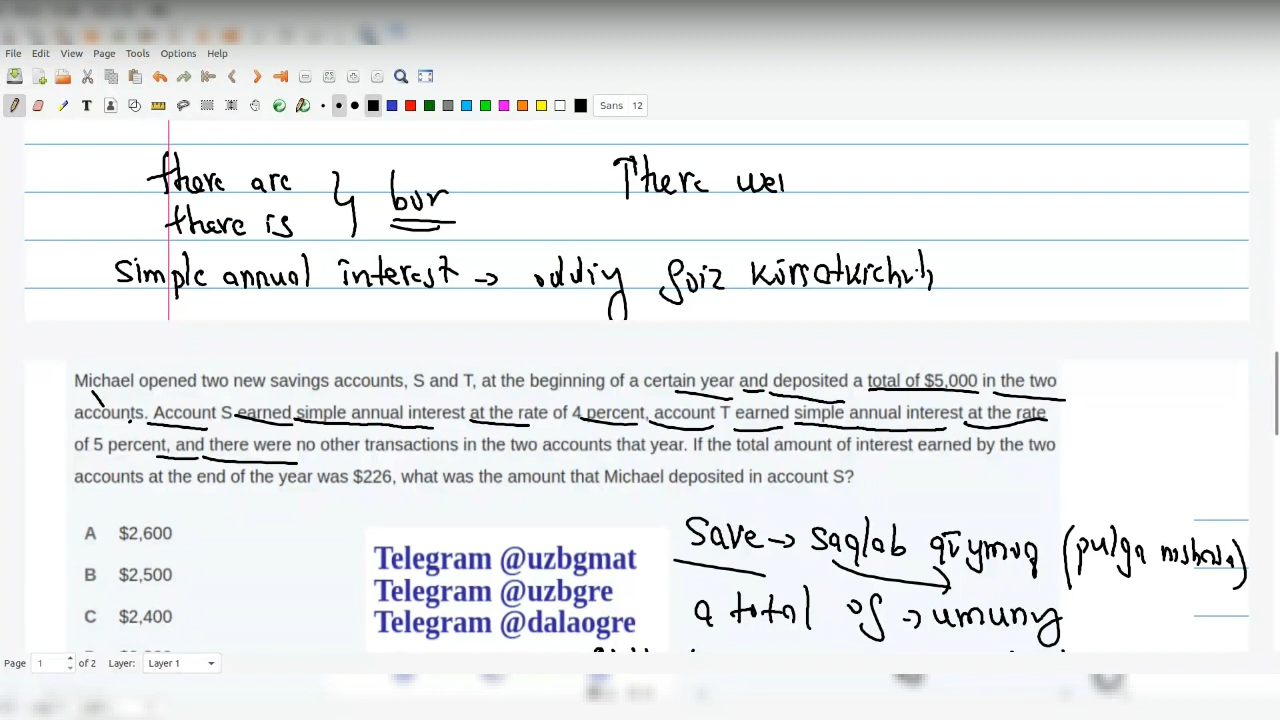 File Edit View Page Tools Options Help
Sans 12
there are
there is
bor
There wer
simple annual interest → oddiy foiz
Michael opened two new savings accounts, S and T, at the beginning of a certain year and deposited a total of $5,000 in the two
accounts. Account S earned simple annual interest at the rate of 4 percent, account T earned simple annual interest at the rate
of 5 percent, and there were no other transactions in the two accounts that year. If the total amount of interest earned by the two
accounts at the end of the year was $226, what was the amount that Michael deposited in account S?
A $2,600
B $2,500
C $2,400
Telegram @uzbgmat
Telegram @uzbgre
Telegram @dalaogre
Save → saqlab qo'ymoq (pulga
a total of → umumiy
Page 1 of 2 Layer: Layer 1